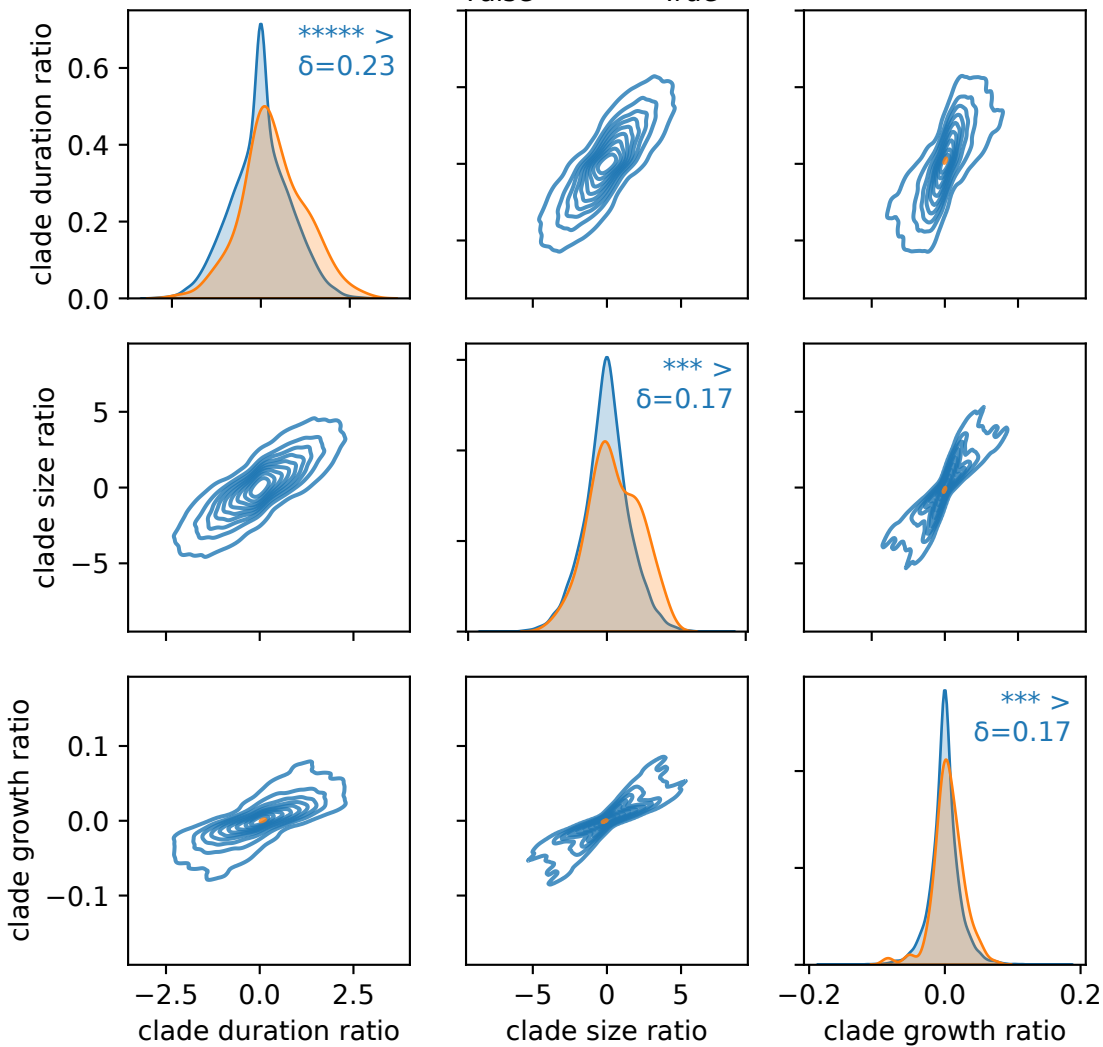 ***** >
δ=0.23
clade duration ratio
0.6
0.4
0.2
0.0
*** >
δ=0.17
clade size ratio
5
0
−5
*** >
δ=0.17
clade growth ratio
0.1
0.0
−0.1
−2.5 0.0 2.5 −5 0 5 −0.2 0.0 0.2
clade duration ratio clade size ratio clade growth ratio